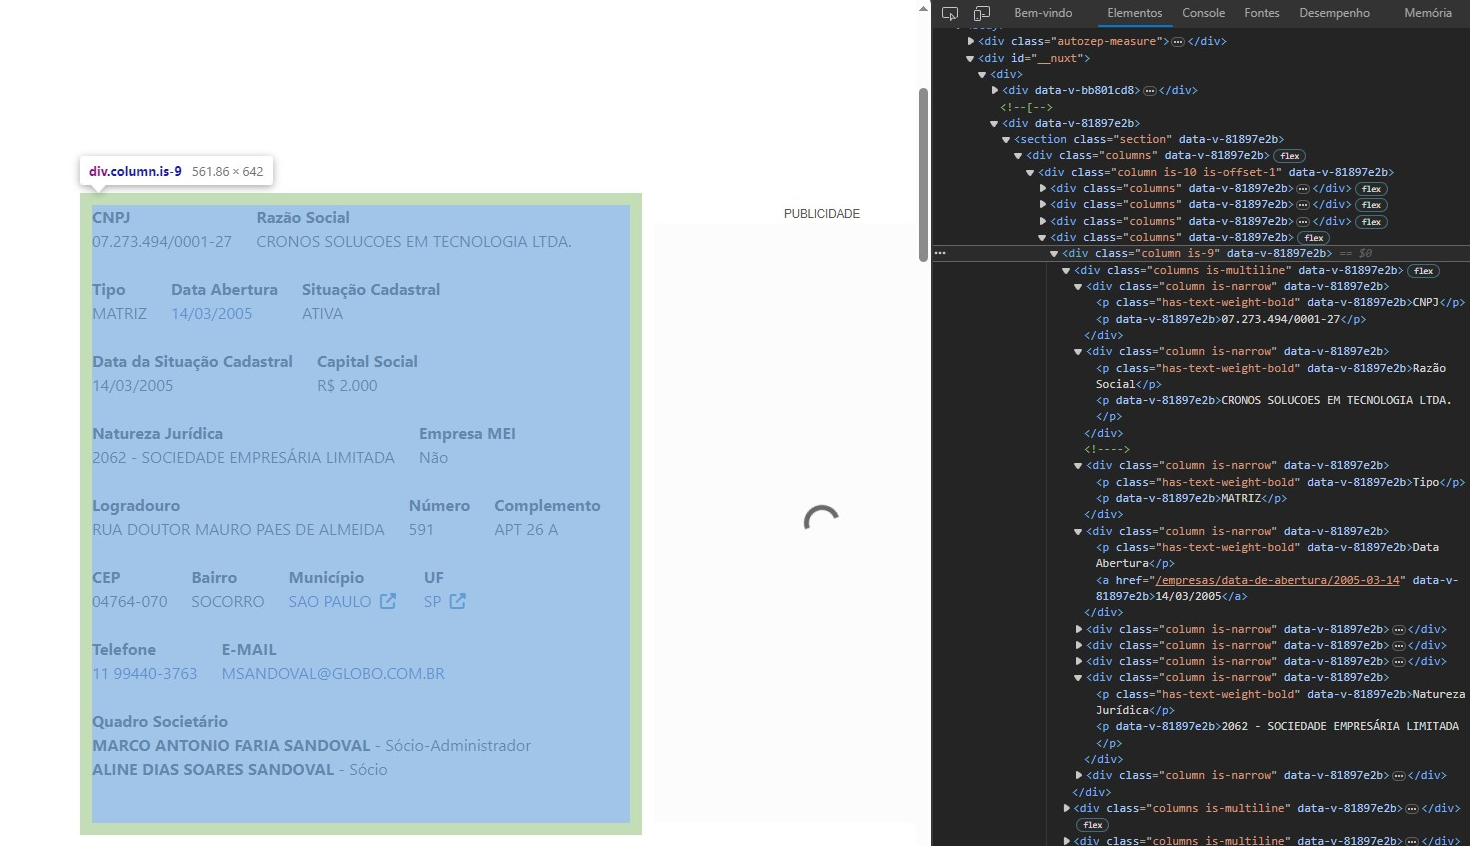 div.column.is-9 561.86 × 642
CNPJ Razão Social
07.273.494/0001-27 CRONOS SOLUCOES EM TECNOLOGIA LTDA.
Tipo Data Abertura Situação Cadastral
MATRIZ 14/03/2005 ATIVA
Data da Situação Cadastral Capital Social
14/03/2005 R$ 2.000
Natureza Jurídica Empresa MEI
2062 - SOCIEDADE EMPRESÁRIA LIMITADA Não
Logradouro Número Complemento
RUA DOUTOR MAURO PAES DE ALMEIDA 591 APT 26 A
CEP Bairro Município UF
04764-070 SOCORRO SAO PAULO SP
Telefone E-MAIL
11 99440-3763 MSANDOVAL@GLOBO.COM.BR
Quadro Societário
MARCO ANTONIO FARIA SANDOVAL - Sócio-Administrador
ALINE DIAS SOARES SANDOVAL - Sócio
PUBLICIDADE
Bem-vindo Elementos Console Fontes Desempenho Memória
<div class="autozep-measure">…</div>
<div id="__nuxt">
<div>
<div data-v-bb801cd8>…</div>
<!--[-->
<div data-v-81897e2b>
<section class="section" data-v-81897e2b>
<div class="columns" data-v-81897e2b> flex
<div class="column is-10 is-offset-1" data-v-81897e2b>
<div class="columns" data-v-81897e2b>…</div> flex
<div class="columns" data-v-81897e2b>…</div> flex
<div class="columns" data-v-81897e2b>…</div> flex
<div class="columns" data-v-81897e2b> flex
… <div class="column is-9" data-v-81897e2b> == $0
<div class="columns is-multiline" data-v-81897e2b> flex
<div class="column is-narrow" data-v-81897e2b>
<p class="has-text-weight-bold" data-v-81897e2b>CNPJ</p>
<p data-v-81897e2b>07.273.494/0001-27</p>
</div>
<div class="column is-narrow" data-v-81897e2b>
<p class="has-text-weight-bold" data-v-81897e2b>Razão
Social</p>
<p data-v-81897e2b>CRONOS SOLUCOES EM TECNOLOGIA LTDA.
</p>
</div>
<!---->
<div class="column is-narrow" data-v-81897e2b>
<p class="has-text-weight-bold" data-v-81897e2b>Tipo</p>
<p data-v-81897e2b>MATRIZ</p>
</div>
<div class="column is-narrow" data-v-81897e2b>
<p class="has-text-weight-bold" data-v-81897e2b>Data
Abertura</p>
<a href="/empresas/data-de-abertura/2005-03-14" data-v-
81897e2b>14/03/2005</a>
</div>
<div class="column is-narrow" data-v-81897e2b>…</div>
<div class="column is-narrow" data-v-81897e2b>…</div>
<div class="column is-narrow" data-v-81897e2b>…</div>
<div class="column is-narrow" data-v-81897e2b>
<p class="has-text-weight-bold" data-v-81897e2b>Natureza
Jurídica</p>
<p data-v-81897e2b>2062 - SOCIEDADE EMPRESÁRIA LIMITADA
</p>
</div>
<div class="column is-narrow" data-v-81897e2b>…</div>
</div>
<div class="columns is-multiline" data-v-81897e2b>…</div>
flex
<div class="columns is-multiline" data-v-81897e2b>…</div>